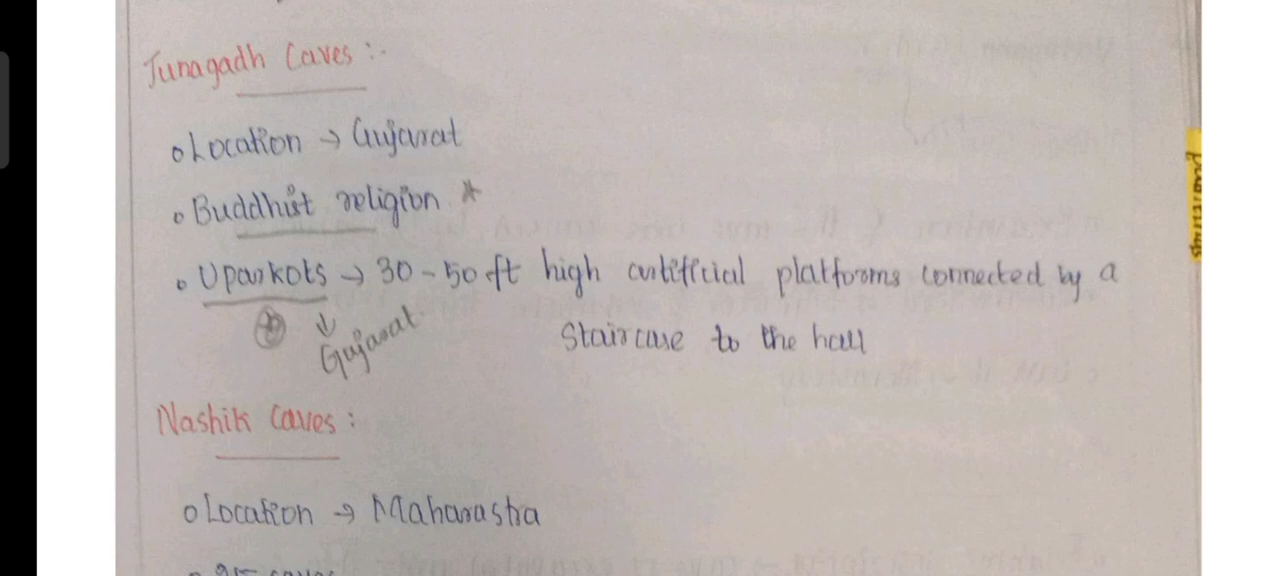 Junagadh Caves :-
o Location → Gujarat
o Buddhist religion *
o Uparkots → 30-50 ft high artificial platforms connected by a
staircase to the hall
↓
Gujarat
Nashik Caves :
o Location → Maharastra